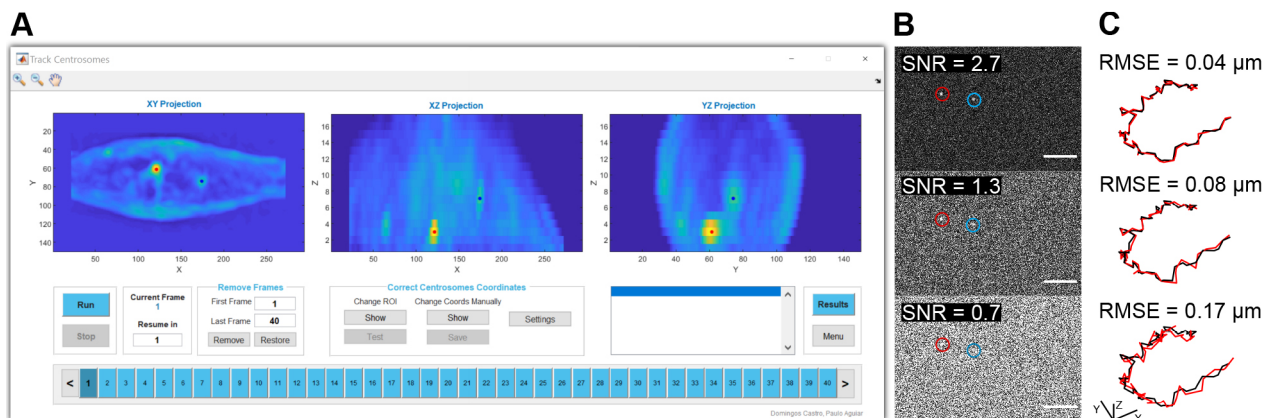 A
B
C
Track Centrosomes
XY Projection
XZ Projection
YZ Projection
20
40
60
80
100
120
140
Y
50
100
150
200
250
X
16
14
12
10
8
6
4
2
Z
50
100
150
200
250
X
16
14
12
10
8
6
4
2
Z
20
40
60
80
100
120
140
Y
Run
Stop
Current Frame
1
Resume in
1
Remove Frames
First Frame
1
Last Frame
40
Remove
Restore
Correct Centrosomes Coordinates
Change ROI
Change Coords Manually
Show
Show
Settings
Test
Save
Results
Menu
< 1 2 3 4 5 6 7 8 9 10 11 12 13 14 15 16 17 18 19 20 21 22 23 24 25 26 27 28 29 30 31 32 33 34 35 36 37 38 39 40 >
Domingos Castro, Paulo Aguiar
SNR = 2.7
SNR = 1.3
SNR = 0.7
RMSE = 0.04 µm
RMSE = 0.08 µm
RMSE = 0.17 µm
Y
Z
X